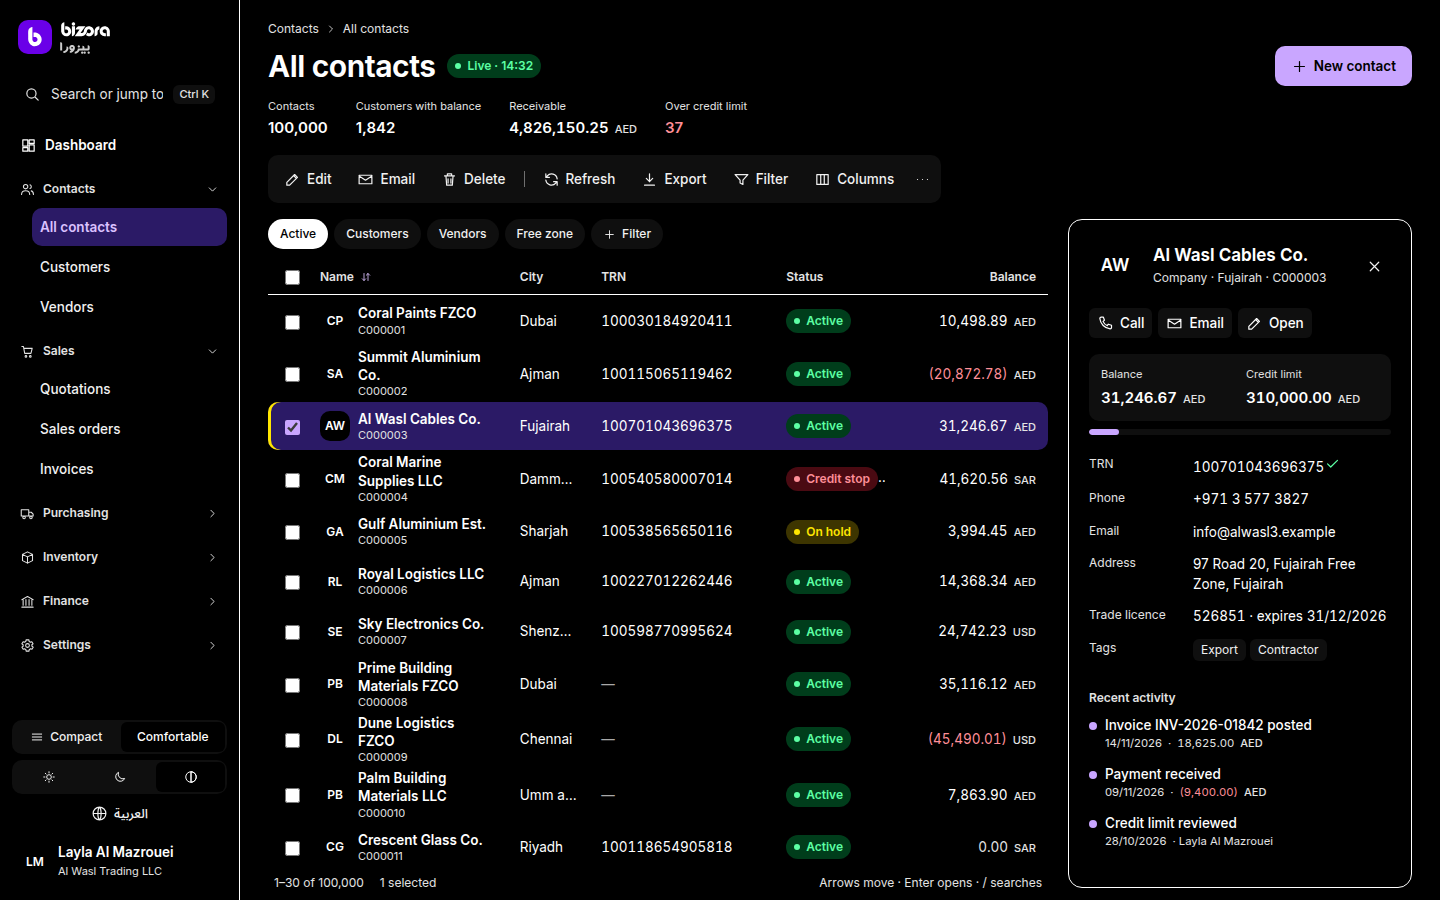 bizora
بيزورا
Search or jump to
Ctrl K
Dashboard
Contacts
All contacts
Customers
Vendors
Sales
Quotations
Sales orders
Invoices
Purchasing
Inventory
Finance
Settings
Compact
Comfortable
العربية
LM
Layla Al Mazrouei
Al Wasl Trading LLC
Contacts All contacts
All contacts
Live · 14:32
New contact
Contacts
100,000
Customers with balance
1,842
Receivable
4,826,150.25 AED
Over credit limit
37
Edit Email Delete Refresh Export Filter Columns ...
Active Customers Vendors Free zone Filter
Name City TRN Status Balance
CP Coral Paints FZCO
C000001
Dubai 100030184920411 Active 10,498.89 AED
SA Summit Aluminium
Co.
C000002
Ajman 100115065119462 Active (20,872.78) AED
AW Al Wasl Cables Co.
C000003
Fujairah 100701043696375 Active 31,246.67 AED
CM Coral Marine
Supplies LLC
C000004
Damm... 100540580007014 Credit stop .. 41,620.56 SAR
GA Gulf Aluminium Est.
C000005
Sharjah 100538565650116 On hold 3,994.45 AED
RL Royal Logistics LLC
C000006
Ajman 100227012262446 Active 14,368.34 AED
SE Sky Electronics Co.
C000007
Shenz... 100598770995624 Active 24,742.23 USD
PB Prime Building
Materials FZCO
C000008
Dubai — Active 35,116.12 AED
DL Dune Logistics
FZCO
C000009
Chennai — Active (45,490.01) USD
PB Palm Building
Materials LLC
C000010
Umm a... — Active 7,863.90 AED
CG Crescent Glass Co.
C000011
Riyadh 100118654905818 Active 0.00 SAR
1–30 of 100,000 1 selected
Arrows move · Enter opens · / searches
AW
Al Wasl Cables Co.
Company · Fujairah · C000003
Call Email Open
Balance
31,246.67 AED
Credit limit
310,000.00 AED
TRN 100701043696375
Phone +971 3 577 3827
Email info@alwasl3.example
Address 97 Road 20, Fujairah Free
Zone, Fujairah
Trade licence 526851 · expires 31/12/2026
Tags Export Contractor
Recent activity
Invoice INV-2026-01842 posted
14/11/2026 · 18,625.00 AED
Payment received
09/11/2026 · (9,400.00) AED
Credit limit reviewed
28/10/2026 · Layla Al Mazrouei